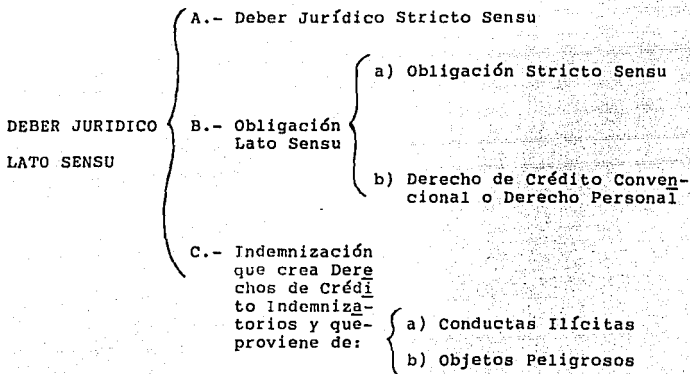 A.- Deber Jurídico Stricto Sensu
a) Obligación Stricto Sensu
DEBER JURIDICO
LATO SENSU
B.- Obligación
Lato Sensu
b) Derecho de Crédito Conven-
cional o Derecho Personal
C.- Indemnización
que crea Dere
chos de Crédi
to Indemniza-
torios y que-
proviene de:
a) Conductas Ilícitas
b) Objetos Peligrosos